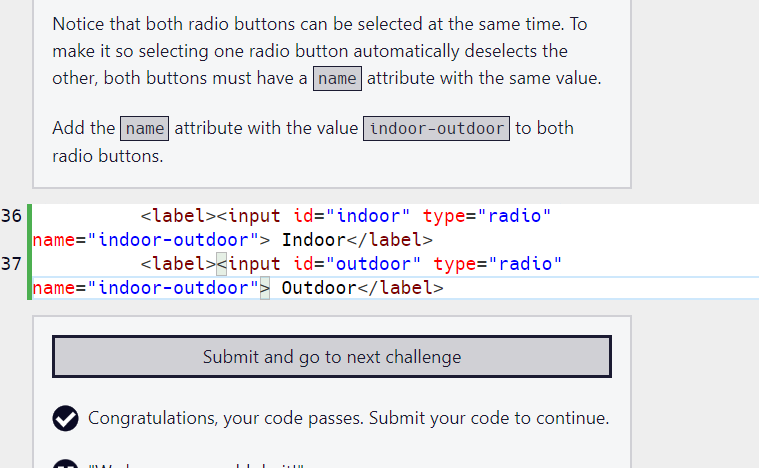 Notice that both radio buttons can be selected at the same time. To
make it so selecting one radio button automatically deselects the
other, both buttons must have a name attribute with the same value.
Add the name attribute with the value indoor-outdoor to both
radio buttons.
36 <label><input id="indoor" type="radio"
name="indoor-outdoor"> Indoor</label>
37 <label><input id="outdoor" type="radio"
name="indoor-outdoor"> Outdoor</label>
Submit and go to next challenge
Congratulations, your code passes. Submit your code to continue.